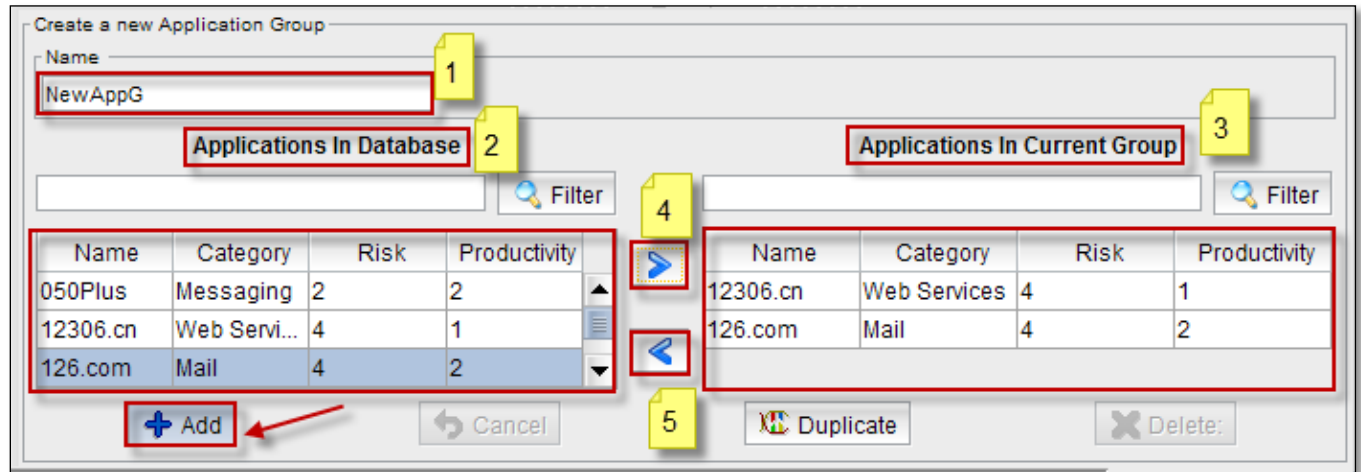 Create a new Application Group
Name
1
NewAppG
Applications In Database 2
Applications In Current Group 3
Filter
Filter
4
Name Category Risk Productivity
Name Category Risk Productivity
050Plus Messaging 2 2
12306.cn Web Services 4 1
12306.cn Web Servi... 4 1
126.com Mail 4 2
126.com Mail 4 2
Add Cancel 5 Duplicate Delete: